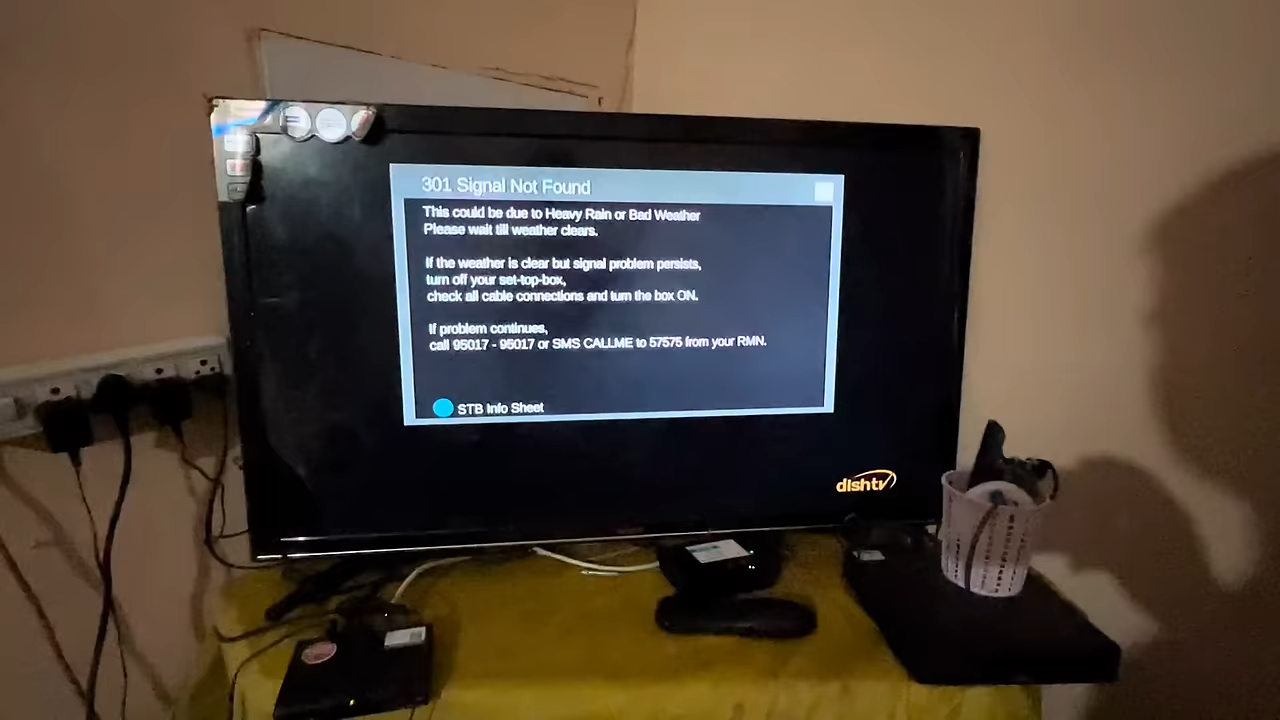 301 Signal Not Found
This could be due to Heavy Rain or Bad Weather
Please wait till weather clears.
If the weather is clear but signal problem persists,
turn off your set-top-box,
check all cable connections and turn the box ON.
If problem continues,
call 95017 - 95017 or SMS CALLME to 57575 from your RMN.
STB Info Sheet
dishtv